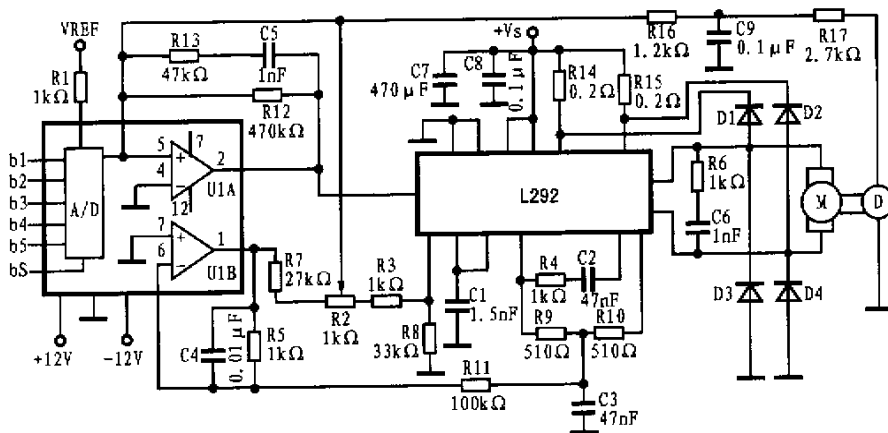 VREF
R1
1kΩ
R13
47kΩ
C5
1nF
R12
470kΩ
+Vs
C7
470μF
C8
0.1μF
R14
0.2Ω
R15
0.2Ω
R16
1.2kΩ
C9
0.1μF
R17
2.7kΩ
D1
D2
b1
b2
b3
b4
b5
bS
A/D
5
4
+
−
7
12
2
U1A
7
6
+
−
1
U1B
L292
R6
1kΩ
C6
1nF
M
D
R7
27kΩ
R2
1kΩ
R3
1kΩ
R8
33kΩ
C1
1.5nF
R4
1kΩ
C2
47nF
R9
510Ω
R10
510Ω
D3
D4
+12V
-12V
C4
0.01μF
R5
1kΩ
R11
100kΩ
C3
47nF